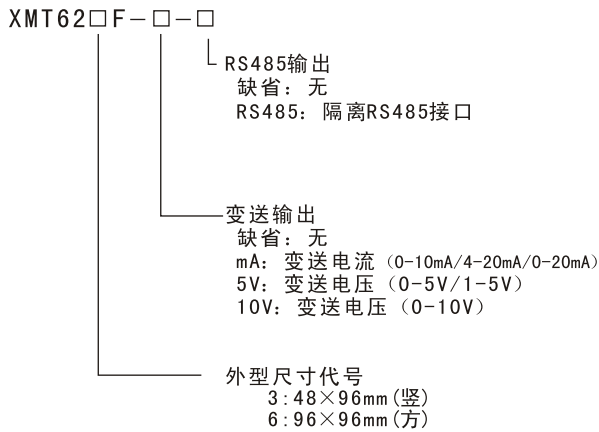 XMT62□F-□-□
RS485输出
缺省：无
RS485：隔离RS485接口
变送输出
缺省：无
mA：变送电流（0-10mA/4-20mA/0-20mA）
5V：变送电压（0-5V/1-5V）
10V：变送电压（0-10V）
外型尺寸代号
3:48×96mm(竖)
6:96×96mm(方)